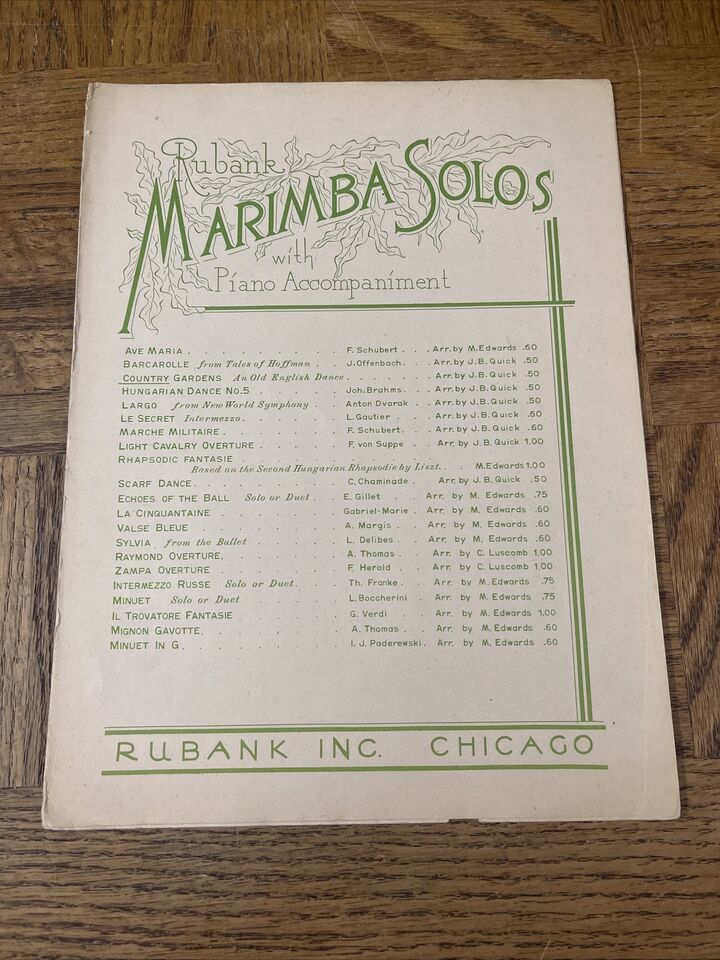 Rubank
MARIMBA SOLOS
with
Piano Accompaniment
AVE MARIA . . . . . . . . . F. Schubert . . . Arr. by M. Edwards .60
BARCAROLLE from Tales of Hoffman . . J. Offenbach . . . Arr. by J. B. Quick .50
COUNTRY GARDENS An Old English Dance . . . . . . . Arr. by J. B. Quick .50
HUNGARIAN DANCE No. 5 . . . . . . Joh. Brahms . . . Arr. by J. B. Quick .50
LARGO from New World Symphony . . Anton Dvorak . . Arr. by J. B. Quick .50
LE SECRET Intermezzo . . . . . . L. Gautier . . . Arr. by J. B. Quick .60
MARCHE MILITAIRE . . . . . . . F. Schubert . . . Arr. by J. B. Quick .60
LIGHT CAVALRY OVERTURE . . . . . F. von Suppe . . Arr. by J. B. Quick 1.00
RHAPSODIC FANTASIE . . . . . . . . . . .
Based on the Second Hungarian Rhapsodie by Liszt. . M. Edwards 1.00
SCARF DANCE . . . . . . . . C. Chaminade . . Arr. by J. B. Quick .50
ECHOES OF THE BALL Solo or Duet . . E. Gillet . . Arr. by M. Edwards .75
LA CINQUANTAINE . . . . . . . Gabriel-Marie . Arr. by M. Edwards .60
VALSE BLEUE . . . . . . . . A. Margis . . Arr. by M. Edwards .60
SYLVIA from the Ballet . . . . . L. Delibes . . Arr. by M. Edwards .60
RAYMOND OVERTURE . . . . . . . A. Thomas . . Arr. by C. Luscomb 1.00
ZAMPA OVERTURE . . . . . . . F. Herold . . Arr. by C. Luscomb 1.00
INTERMEZZO RUSSE Solo or Duet . . . Th. Franke . . Arr. by M. Edwards .75
MINUET Solo or Duet . . . . . L. Boccherini . Arr. by M. Edwards .75
IL TROVATORE FANTASIE . . . . . . G. Verdi . . Arr. by M. Edwards 1.00
MIGNON GAVOTTE . . . . . . . A. Thomas . . Arr. by M. Edwards .60
MINUET IN G . . . . . . . . I. J. Paderewski . Arr. by M. Edwards .60
RUBANK INC. CHICAGO